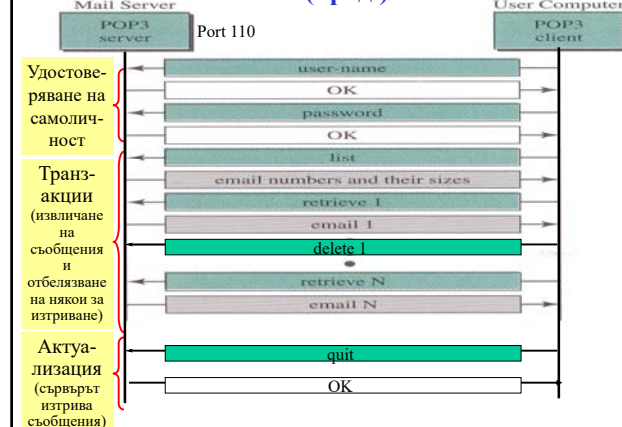 Mail Server
User Computer
POP3
server
Port 110
POP3
client
Удостове-
ряване на
самолич-
ност
user-name
OK
password
OK
Транз-
акции
(извличане
на
съобщения
и
отбелязване
на някои за
изтриване)
list
email numbers and their sizes
retrieve 1
email 1
delete 1
retrieve N
email N
Актуа-
лизация
(сървърът
изтрива
съобщения)
quit
OK